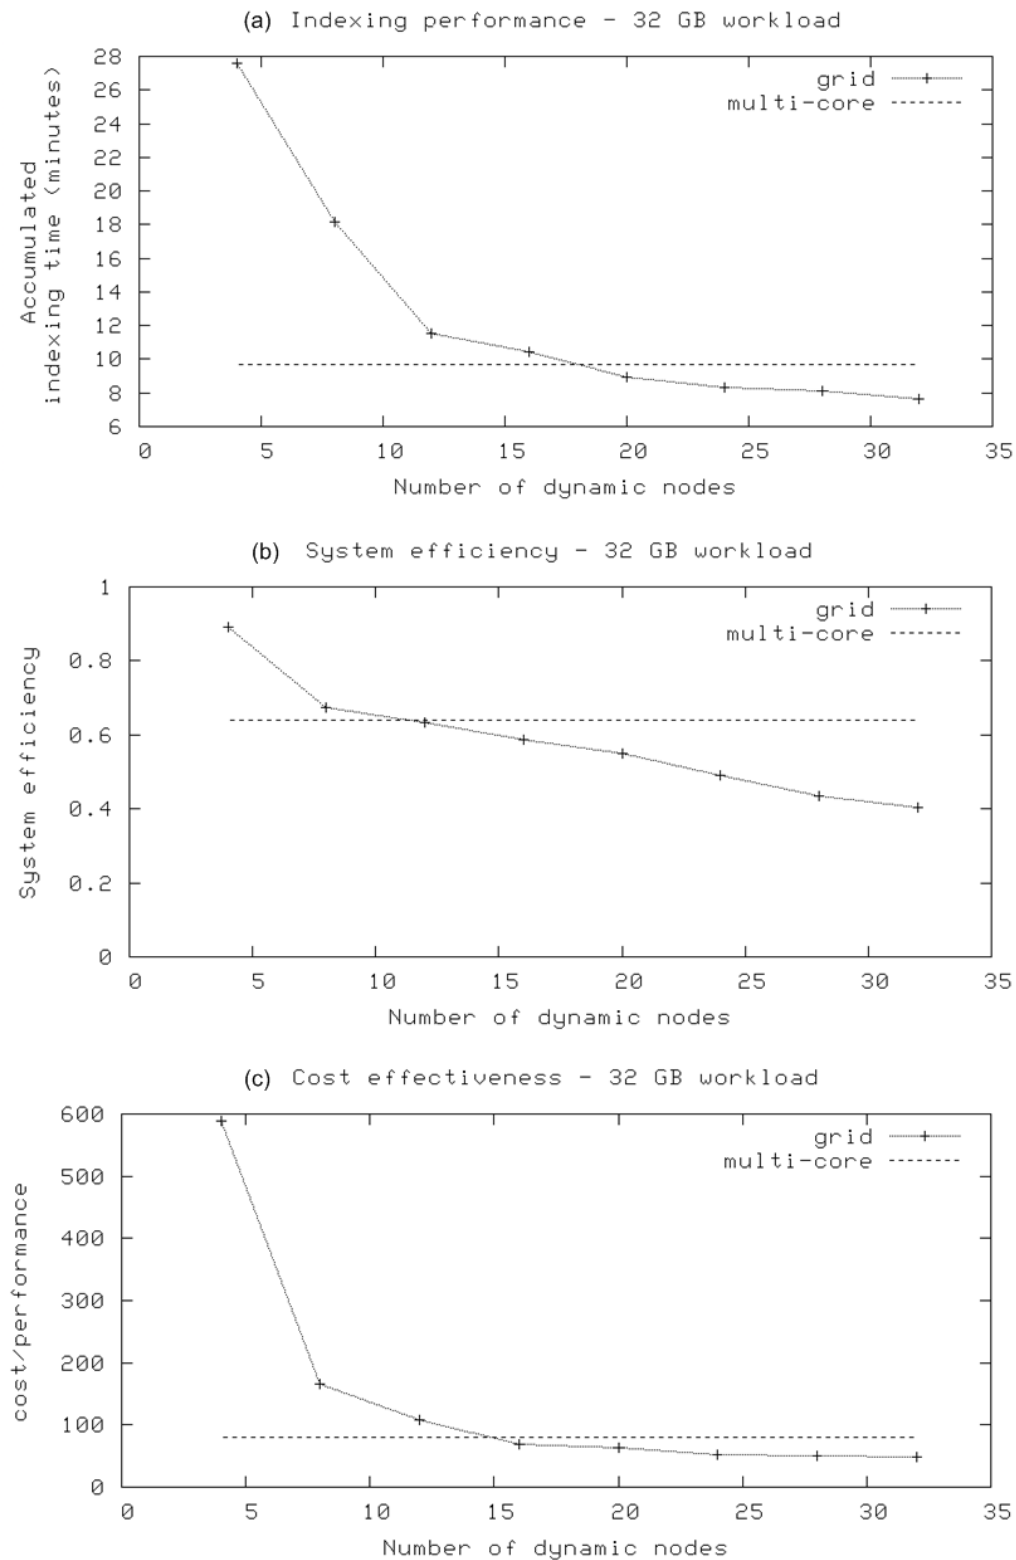 (a) Indexing performance - 32 GB workload
28
26
24
22
20
18
16
14
12
10
8
6
Accumulated
indexing time (minutes)
grid
multi-core
0 5 10 15 20 25 30 35
Number of dynamic nodes
(b) System efficiency - 32 GB workload
1
0.8
0.6
0.4
0.2
0
System efficiency
grid
multi-core
0 5 10 15 20 25 30 35
Number of dynamic nodes
(c) Cost effectiveness - 32 GB workload
600
500
400
300
200
100
0
cost/performance
grid
multi-core
0 5 10 15 20 25 30 35
Number of dynamic nodes